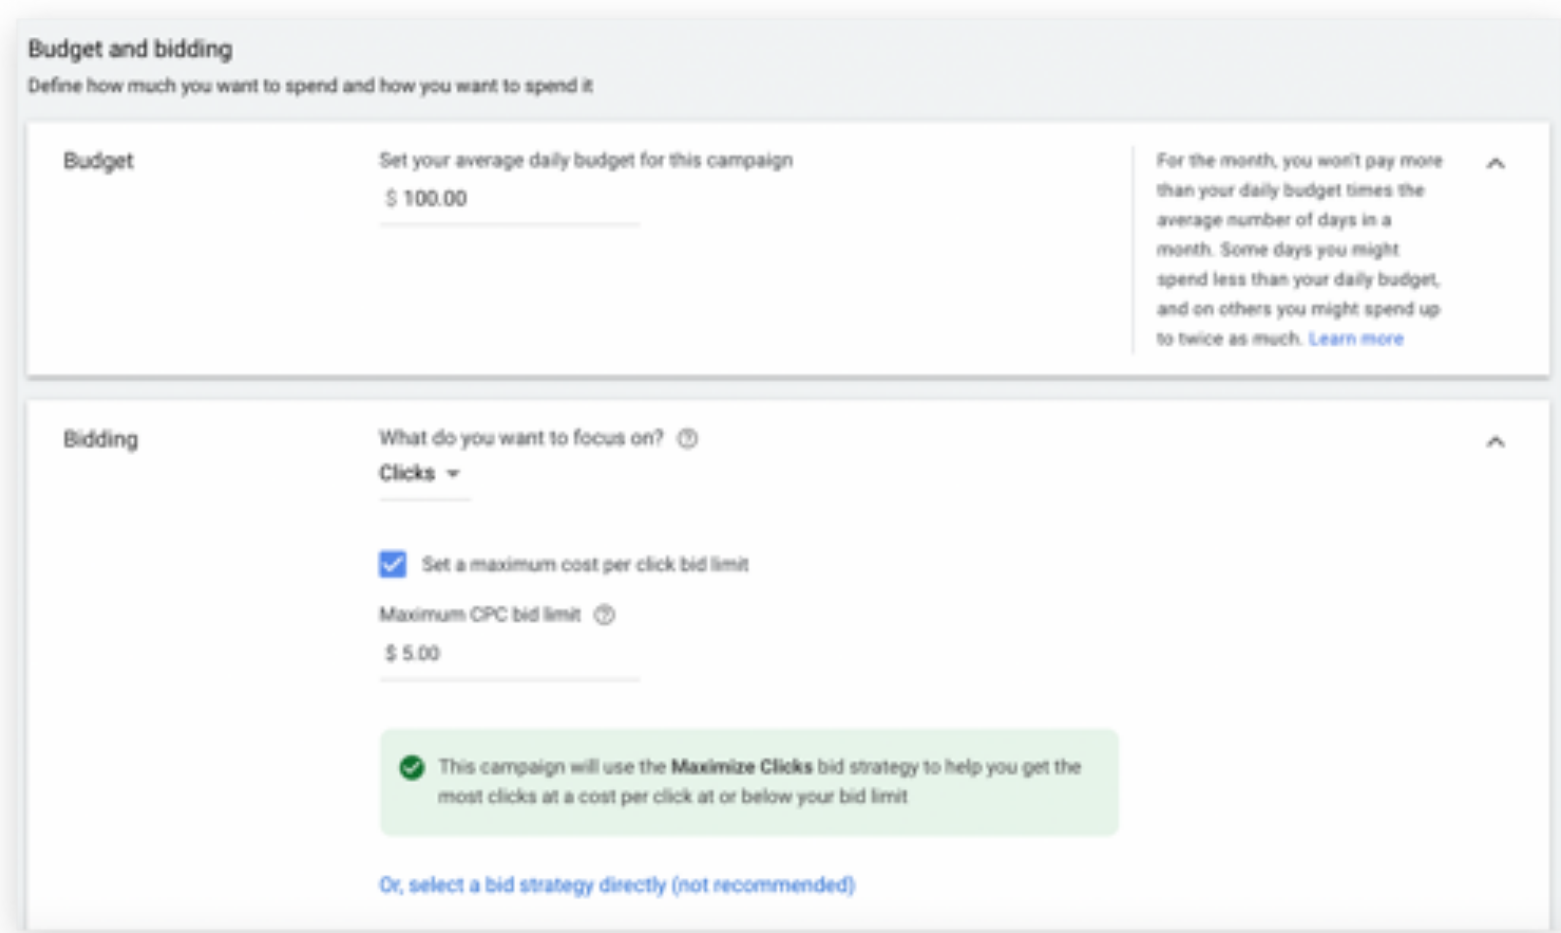 Budget and bidding
Define how much you want to spend and how you want to spend it
Budget
Set your average daily budget for this campaign
$ 100.00
For the month, you won't pay more
than your daily budget times the
average number of days in a
month. Some days you might
spend less than your daily budget,
and on others you might spend up
to twice as much. Learn more
Bidding
What do you want to focus on?
Clicks
Set a maximum cost per click bid limit
Maximum CPC bid limit
$ 5.00
This campaign will use the Maximize Clicks bid strategy to help you get the
most clicks at a cost per click at or below your bid limit
Or, select a bid strategy directly (not recommended)